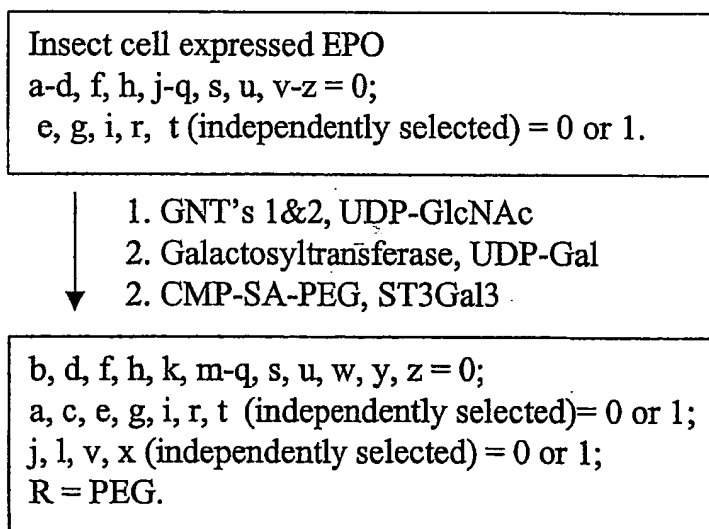 Insect cell expressed EPO
a-d, f, h, j-q, s, u, v-z = 0;
e, g, i, r, t (independently selected) = 0 or 1.
1. GNT's 1&2, UDP-GlcNAc
2. Galactosyltransferase, UDP-Gal
2. CMP-SA-PEG, ST3Gal3
b, d, f, h, k, m-q, s, u, w, y, z = 0;
a, c, e, g, i, r, t (independently selected)= 0 or 1;
j, l, v, x (independently selected) = 0 or 1;
R = PEG.